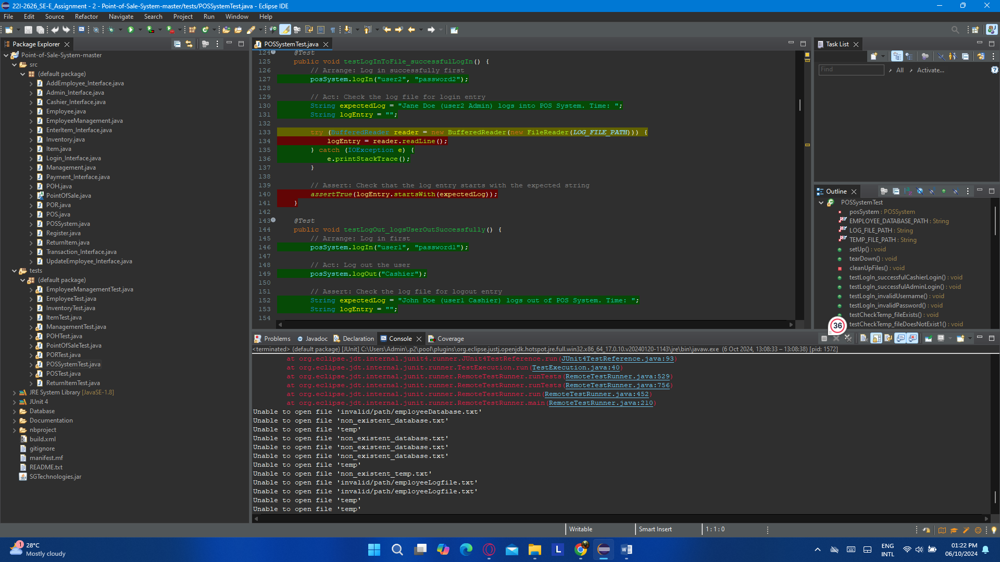 22I-2626_SE-E_Assignment - 2 - Point-of-Sale-System-master/tests/POSSystemTest.java - Eclipse IDE
File Edit Source Refactor Navigate Search Project Run Window Help
Package Explorer
Point-of-Sale-System-master
src
(default package)
AddEmployee_Interface.java
Admin_Interface.java
Cashier_Interface.java
Employee.java
EmployeeManagement.java
EnterItem_Interface.java
Inventory.java
Item.java
Login_Interface.java
Management.java
Payment_Interface.java
POH.java
PointOfSale.java
POR.java
POS.java
POSSystem.java
Register.java
ReturnItem.java
Transaction_Interface.java
UpdateEmployee_Interface.java
tests
(default package)
EmployeeManagementTest.java
EmployeeTest.java
InventoryTest.java
ItemTest.java
ManagementTest.java
POHTest.java
PointOfSaleTest.java
PORTest.java
POSSystemTest.java
POSTest.java
ReturnItemTest.java
JRE System Library [JavaSE-1.8]
JUnit 4
Database
Documentation
nbproject
build.xml
gitignore
manifest.mf
README.txt
SGTechnologies.jar
POSSystemTest.java
124 @Test
125 public void testLogInToFile_successfulLogIn() {
126 // Arrange: Log in successfully first
127 posSystem.logIn("user2", "password2");
128
129 // Act: Check the log file for login entry
130 String expectedLog = "Jane Doe (user2 Admin) logs into POS System. Time: ";
131 String logEntry = "";
132
133 try (BufferedReader reader = new BufferedReader(new FileReader(LOG_FILE_PATH))) {
134 logEntry = reader.readLine();
135 } catch (IOException e) {
136 e.printStackTrace();
137 }
138
139 // Assert: Check that the log entry starts with the expected string
140 assertTrue(logEntry.startsWith(expectedLog));
141 }
142
143 @Test
144 public void testLogOut_logsUserOutSuccessfully() {
145 // Arrange: Log in first
146 posSystem.logIn("user1", "password1");
147
148 // Act: Log out the user
149 posSystem.logOut("Cashier");
150
151 // Assert: Check the log file for logout entry
152 String expectedLog = "John Doe (user1 Cashier) logs out of POS System. Time: ";
153 String logEntry = "";
154
Task List
Find All Activate...
Outline
POSSystemTest
posSystem : POSSystem
EMPLOYEE_DATABASE_PATH : String
LOG_FILE_PATH : String
TEMP_FILE_PATH : String
setUp() : void
tearDown() : void
cleanUpFiles() : void
testLogIn_successfulCashierLogin() : void
testLogIn_successfulAdminLogin() : void
testLogIn_invalidUsername() : void
testLogIn_invalidPassword() : void
testCheckTemp_fileExists() : void
testCheckTemp_fileDoesNotExist1() : void
36
Problems Javadoc Declaration Console Coverage
<terminated> (default package) [JUnit] C:\Users\Admin\.p2\pool\plugins\org.eclipse.justj.openjdk.hotspot.jre.full.win32.x86_64_17.0.10.v20240120-1143\jre\bin\javaw.exe (6 Oct 2024, 13:08:33 – 13:08:38) [pid: 1572]
at org.eclipse.jdt.internal.junit4.runner.JUnit4TestReference.run(JUnit4TestReference.java:93)
at org.eclipse.jdt.internal.junit.runner.TestExecution.run(TestExecution.java:40)
at org.eclipse.jdt.internal.junit.runner.RemoteTestRunner.runTests(RemoteTestRunner.java:529)
at org.eclipse.jdt.internal.junit.runner.RemoteTestRunner.runTests(RemoteTestRunner.java:756)
at org.eclipse.jdt.internal.junit.runner.RemoteTestRunner.run(RemoteTestRunner.java:452)
at org.eclipse.jdt.internal.junit.runner.RemoteTestRunner.main(RemoteTestRunner.java:210)
Unable to open file 'invalid/path/employeeDatabase.txt'
Unable to open file 'non_existent_database.txt'
Unable to open file 'temp'
Unable to open file 'non_existent_database.txt'
Unable to open file 'non_existent_database.txt'
Unable to open file 'non_existent_database.txt'
Unable to open file 'temp'
Unable to open file 'non_existent_temp.txt'
Unable to open file 'invalid/path/employeeLogfile.txt'
Unable to open file 'invalid/path/employeeLogfile.txt'
Unable to open file 'temp'
Unable to open file 'temp'
Writable Smart Insert 1 : 1 : 0
1
28°C
Mostly cloudy
ENG
INTL
01:22 PM
06/10/2024